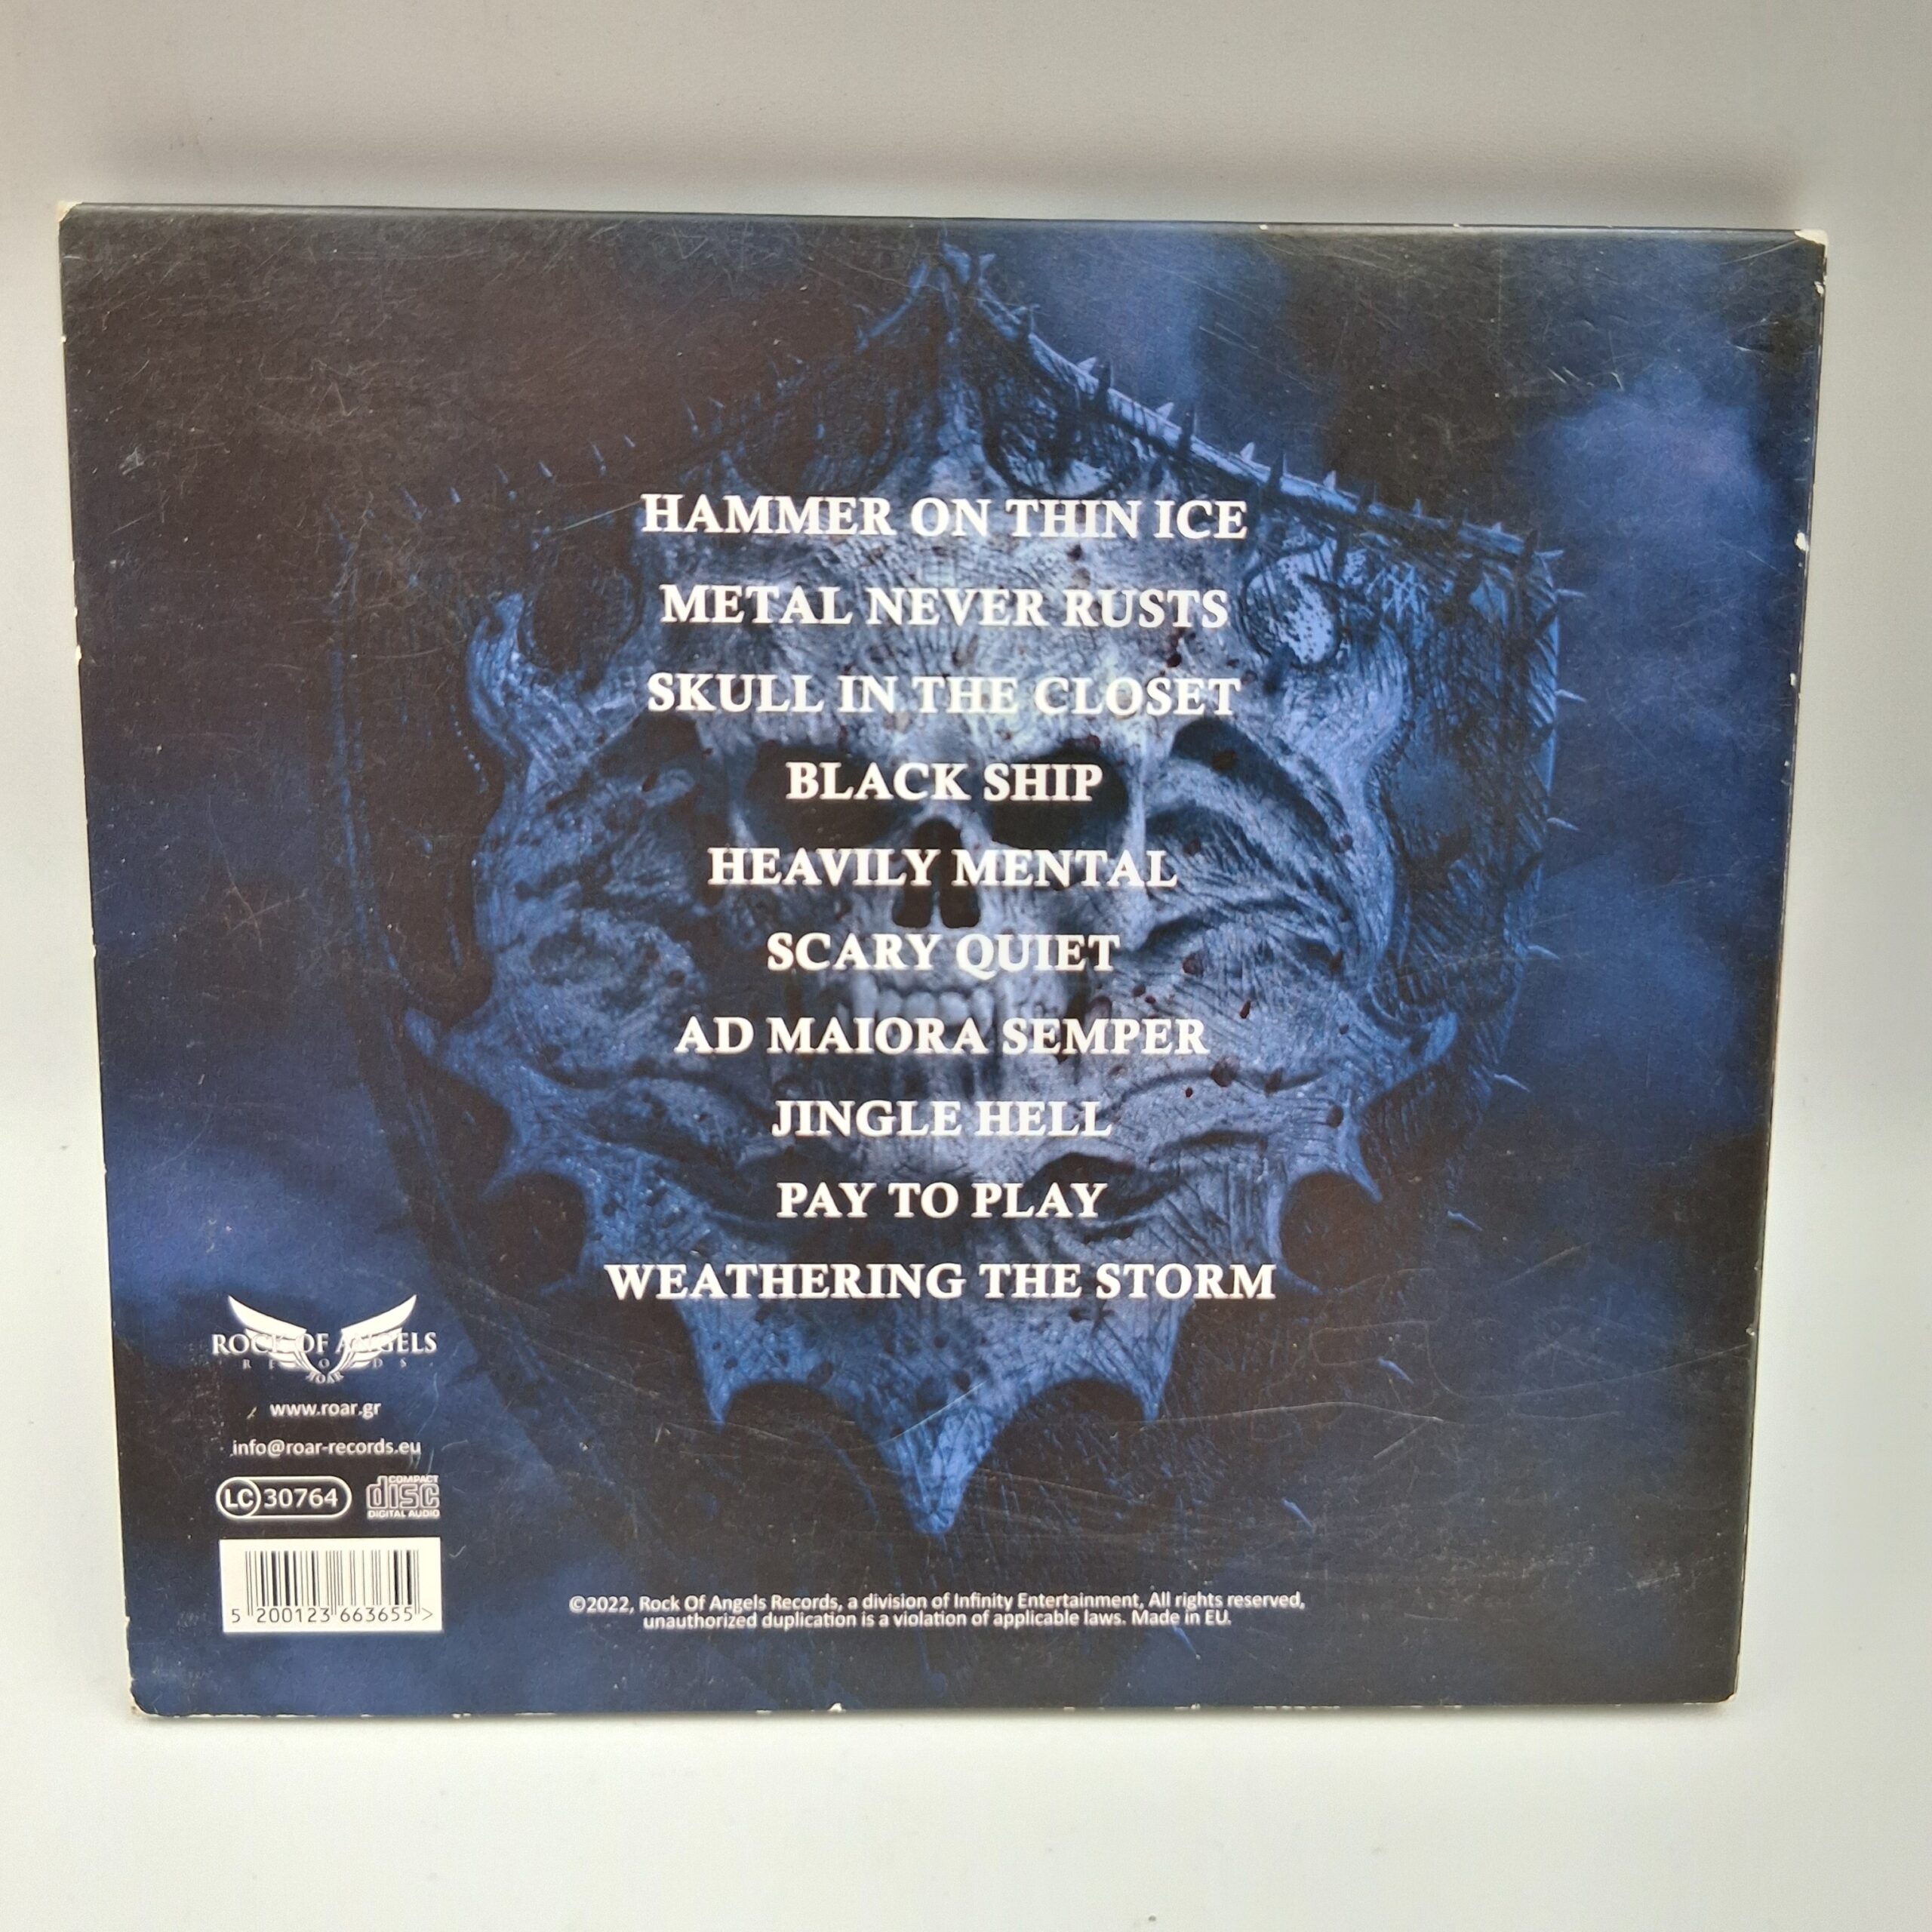 HAMMER ON THIN ICE
METAL NEVER RUSTS
SKULL IN THE CLOSET
BLACK SHIP
HEAVILY MENTAL
SCARY QUIET
AD MAIORA SEMPER
JINGLE HELL
PAY TO PLAY
WEATHERING THE STORM
ROCK OF ANGELS
RECORDS
ROAR
www.roar.gr
info@roar-records.eu
LC 30764
COMPACT
disc
DIGITAL AUDIO
5 200123 663655 >
©2022, Rock Of Angels Records, a division of Infinity Entertainment, All rights reserved,
unauthorized duplication is a violation of applicable laws. Made in EU.